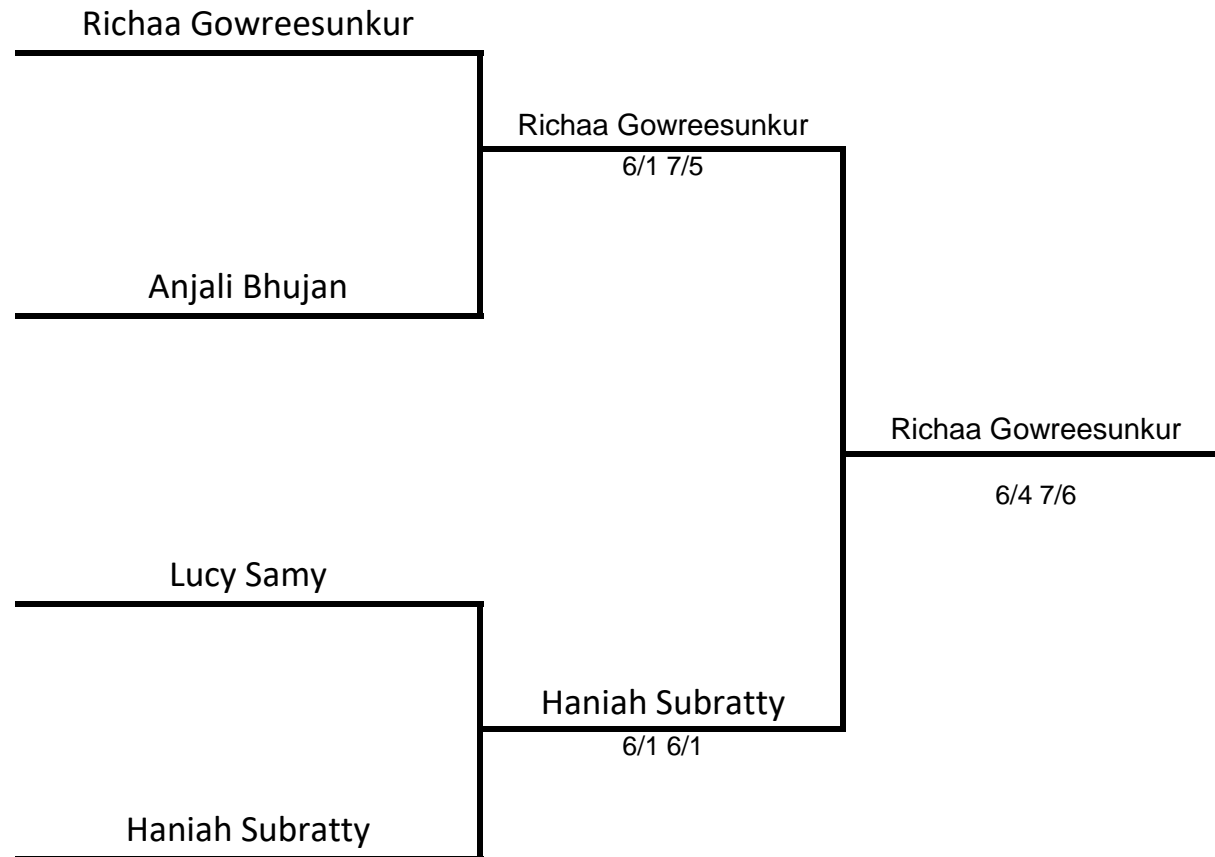 Richaa Gowreesunkur
Richaa Gowreesunkur
6/1 7/5
Anjali Bhujan
Richaa Gowreesunkur
6/4 7/6
Lucy Samy
Haniah Subratty
6/1 6/1
Haniah Subratty